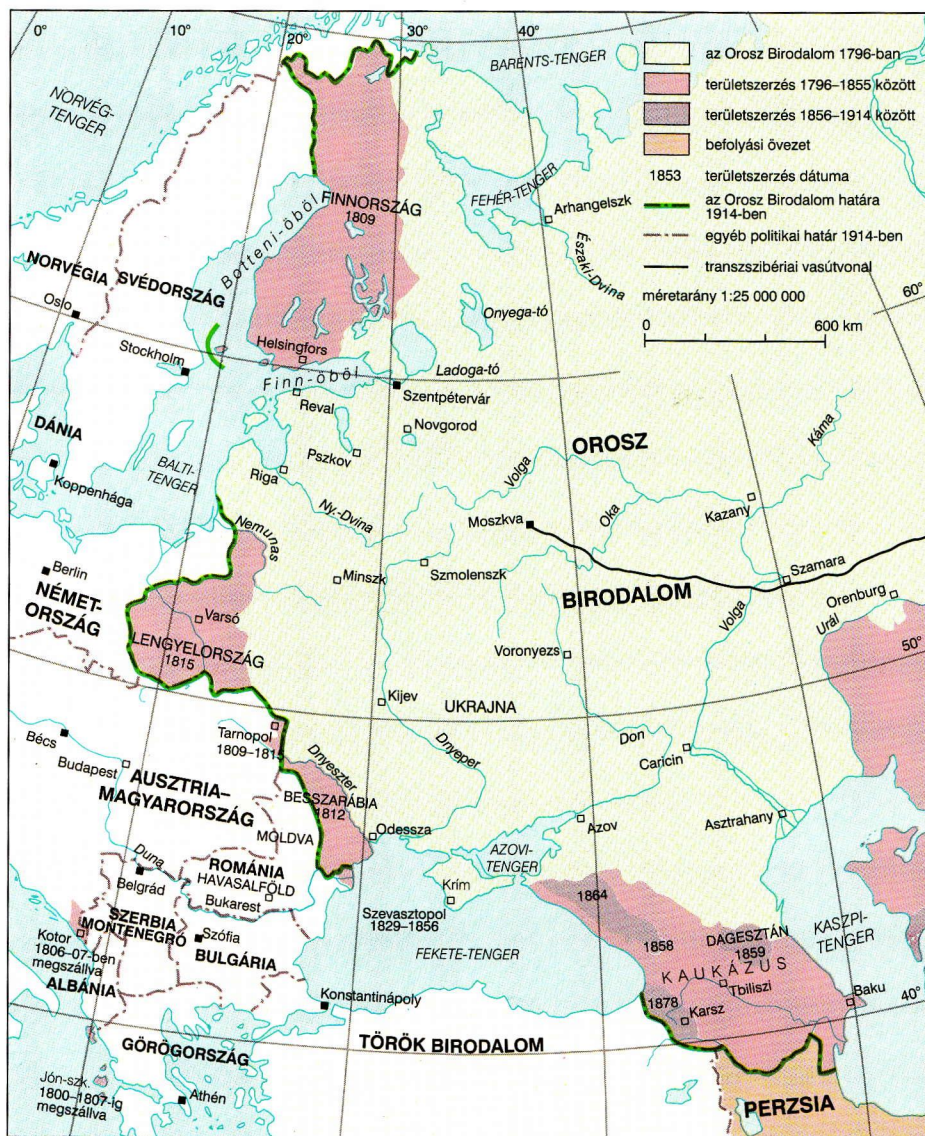 0°
10°
20°
30°
40°
BARENTS-TENGER
NORVÉG-
TENGER
az Orosz Birodalom 1796-ban
területszerzés 1796–1855 között
területszerzés 1856–1914 között
befolyási övezet
1853 területszerzés dátuma
az Orosz Birodalom határa
1914-ben
egyéb politikai határ 1914-ben
transzszibériai vasútvonal
méretarány 1:25 000 000
0 600 km
60°
FEHÉR-TENGER
Arhangelszk
Északi-Dvina
FINNORSZÁG
1809
Botteni-öböl
NORVÉGIA
SVÉDORSZÁG
Oslo
Onyega-tó
Stockholm
Helsingfors
Ladoga-tó
Finn-öböl
Szentpétervár
Reval
Novgorod
DÁNIA
Pszkov
BALTI-
TENGER
Riga
Koppenhága
Ny.-Dvina
OROSZ
Volga
Káma
Oka
Kazany
Moszkva
Nemunas
Berlin
Minszk
Szmolenszk
Szamara
NÉMET-
ORSZÁG
BIRODALOM
Orenburg
Volga
Urál
Varsó
LENGYELORSZÁG
1815
Voronyezs
50°
Kijev
UKRAJNA
Tarnopol
1809–1815
Bécs
Budapest
Dnyeszter
Dnyeper
Don
Caricin
AUSZTRIA–
MAGYARORSZÁG
BESSZARÁBIA
1812
MOLDVA
Odessza
Azov
Asztrahany
AZOVI-
TENGER
Duna
ROMÁNIA
HAVASALFÖLD
Belgrád
Bukarest
Krím
Szevasztopol
1829–1856
1864
KASZPI-
TENGER
SZERBIA
MONTENEGRÓ
Szófia
BULGÁRIA
Kotor
1806–07-ben
megszállva
ALBÁNIA
FEKETE-TENGER
1858
DAGESZTÁN
1859
KAUKÁZUS
Tbiliszi
Baku
1878
Karsz
40°
Konstantinápoly
GÖRÖGORSZÁG
TÖRÖK BIRODALOM
Jón-szk.
1800–1807-ig
megszállva
Athén
PERZSIA